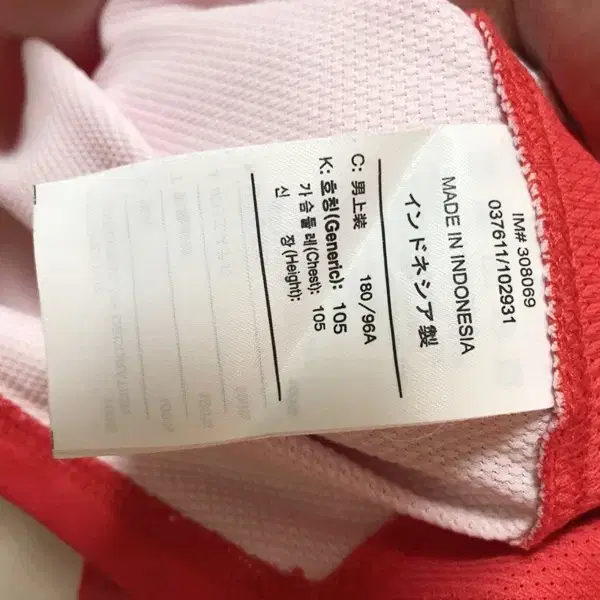 IM# 308069
037611/102931
MADE IN INDONESIA
インドネシア製
C: 男上装 180/96A
K: 호칭(Generic): 105
가슴둘레(Chest): 105
신 장(Height): 105